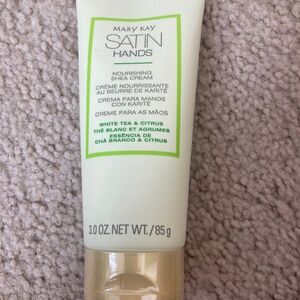 MARY KAY
SATIN
HANDS
NOURISHING
SHEA CREAM
CRÈME NOURRISSANTE
AU BEURRE DE KARITÉ
CREMA PARA MANOS
CON KARITÉ
CREME PARA AS MÃOS
WHITE TEA & CITRUS
THÉ BLANC ET AGRUMES
ESSÊNCIA DE
CHÁ BRANCO & CITRUS
3.0 OZ. NET WT. / 85 g